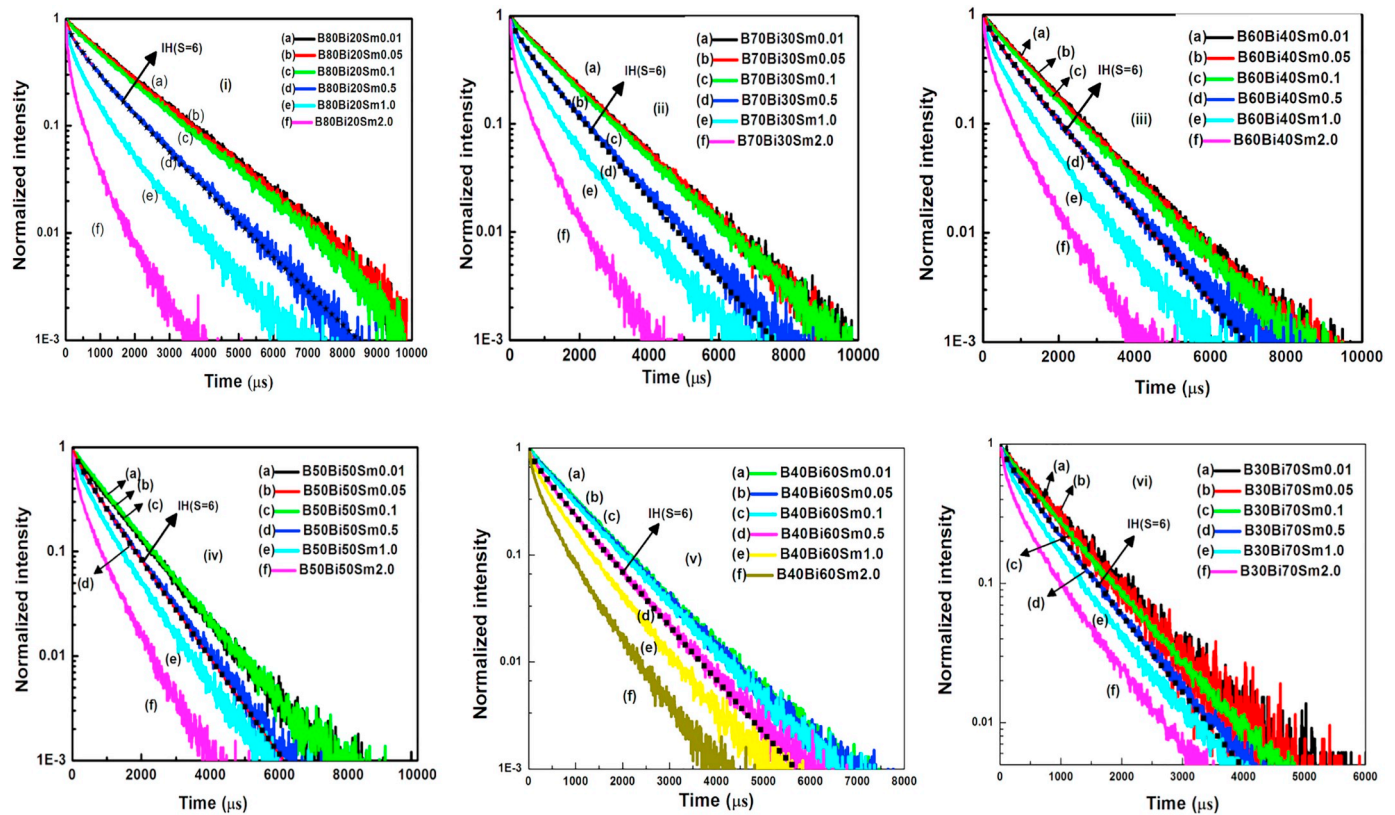 Normalized intensity
1
0.1
0.01
1E-3
IH(S=6)
(a)
(b)
(c)
(d)
(e)
(f)
(i)
(a) B80Bi20Sm0.01
(b) B80Bi20Sm0.05
(c) B80Bi20Sm0.1
(d) B80Bi20Sm0.5
(e) B80Bi20Sm1.0
(f) B80Bi20Sm2.0
0 1000 2000 3000 4000 5000 6000 7000 8000 9000 10000
Time (μs)
Normalized intensity
1
0.1
0.01
1E-3
IH(S=6)
(a)
(b)
(c)
(d)
(e)
(f)
(ii)
(a) B70Bi30Sm0.01
(b) B70Bi30Sm0.05
(c) B70Bi30Sm0.1
(d) B70Bi30Sm0.5
(e) B70Bi30Sm1.0
(f) B70Bi30Sm2.0
0 2000 4000 6000 8000 10000
Time (μs)
Normalized intensity
1
0.1
0.01
1E-3
(a)
(b)
(c)
IH(S=6)
(d)
(e)
(f)
(iii)
(a) B60Bi40Sm0.01
(b) B60Bi40Sm0.05
(c) B60Bi40Sm0.1
(d) B60Bi40Sm0.5
(e) B60Bi40Sm1.0
(f) B60Bi40Sm2.0
0 2000 4000 6000 8000 10000
Time (μs)
Normalized intensity
1
0.1
0.01
1E-3
(a)
(b)
(c)
IH(S=6)
(d)
(e)
(f)
(iv)
(a) B50Bi50Sm0.01
(b) B50Bi50Sm0.05
(c) B50Bi50Sm0.1
(d) B50Bi50Sm0.5
(e) B50Bi50Sm1.0
(f) B50Bi50Sm2.0
0 2000 4000 6000 8000 10000
Time (μs)
Normalized intensity
1
0.1
0.01
1E-3
(a)
(b)
(c)
IH(S=6)
(d)
(e)
(f)
(v)
(a) B40Bi60Sm0.01
(b) B40Bi60Sm0.05
(c) B40Bi60Sm0.1
(d) B40Bi60Sm0.5
(e) B40Bi60Sm1.0
(f) B40Bi60Sm2.0
0 1000 2000 3000 4000 5000 6000 7000 8000
Time (μs)
Normalized intensity
1
0.1
0.01
(a)
(b)
IH(S=6)
(c)
(d)
(e)
(f)
(vi)
(a) B30Bi70Sm0.01
(b) B30Bi70Sm0.05
(c) B30Bi70Sm0.1
(d) B30Bi70Sm0.5
(e) B30Bi70Sm1.0
(f) B30Bi70Sm2.0
0 1000 2000 3000 4000 5000 6000
Time (μs)